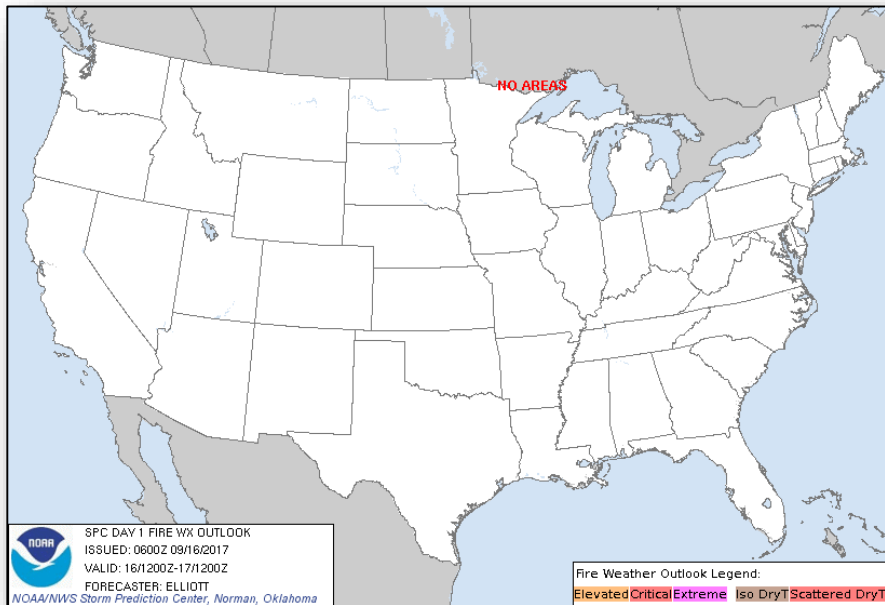 NO AREAS
NOAA
SPC DAY 1 FIRE WX OUTLOOK
ISSUED: 0600Z 09/16/2017
VALID: 16/1200Z-17/1200Z
FORECASTER: ELLIOTT
NOAA/NWS Storm Prediction Center, Norman, Oklahoma
Fire Weather Outlook Legend:
Elevated Critical Extreme Iso DryT Scattered DryT